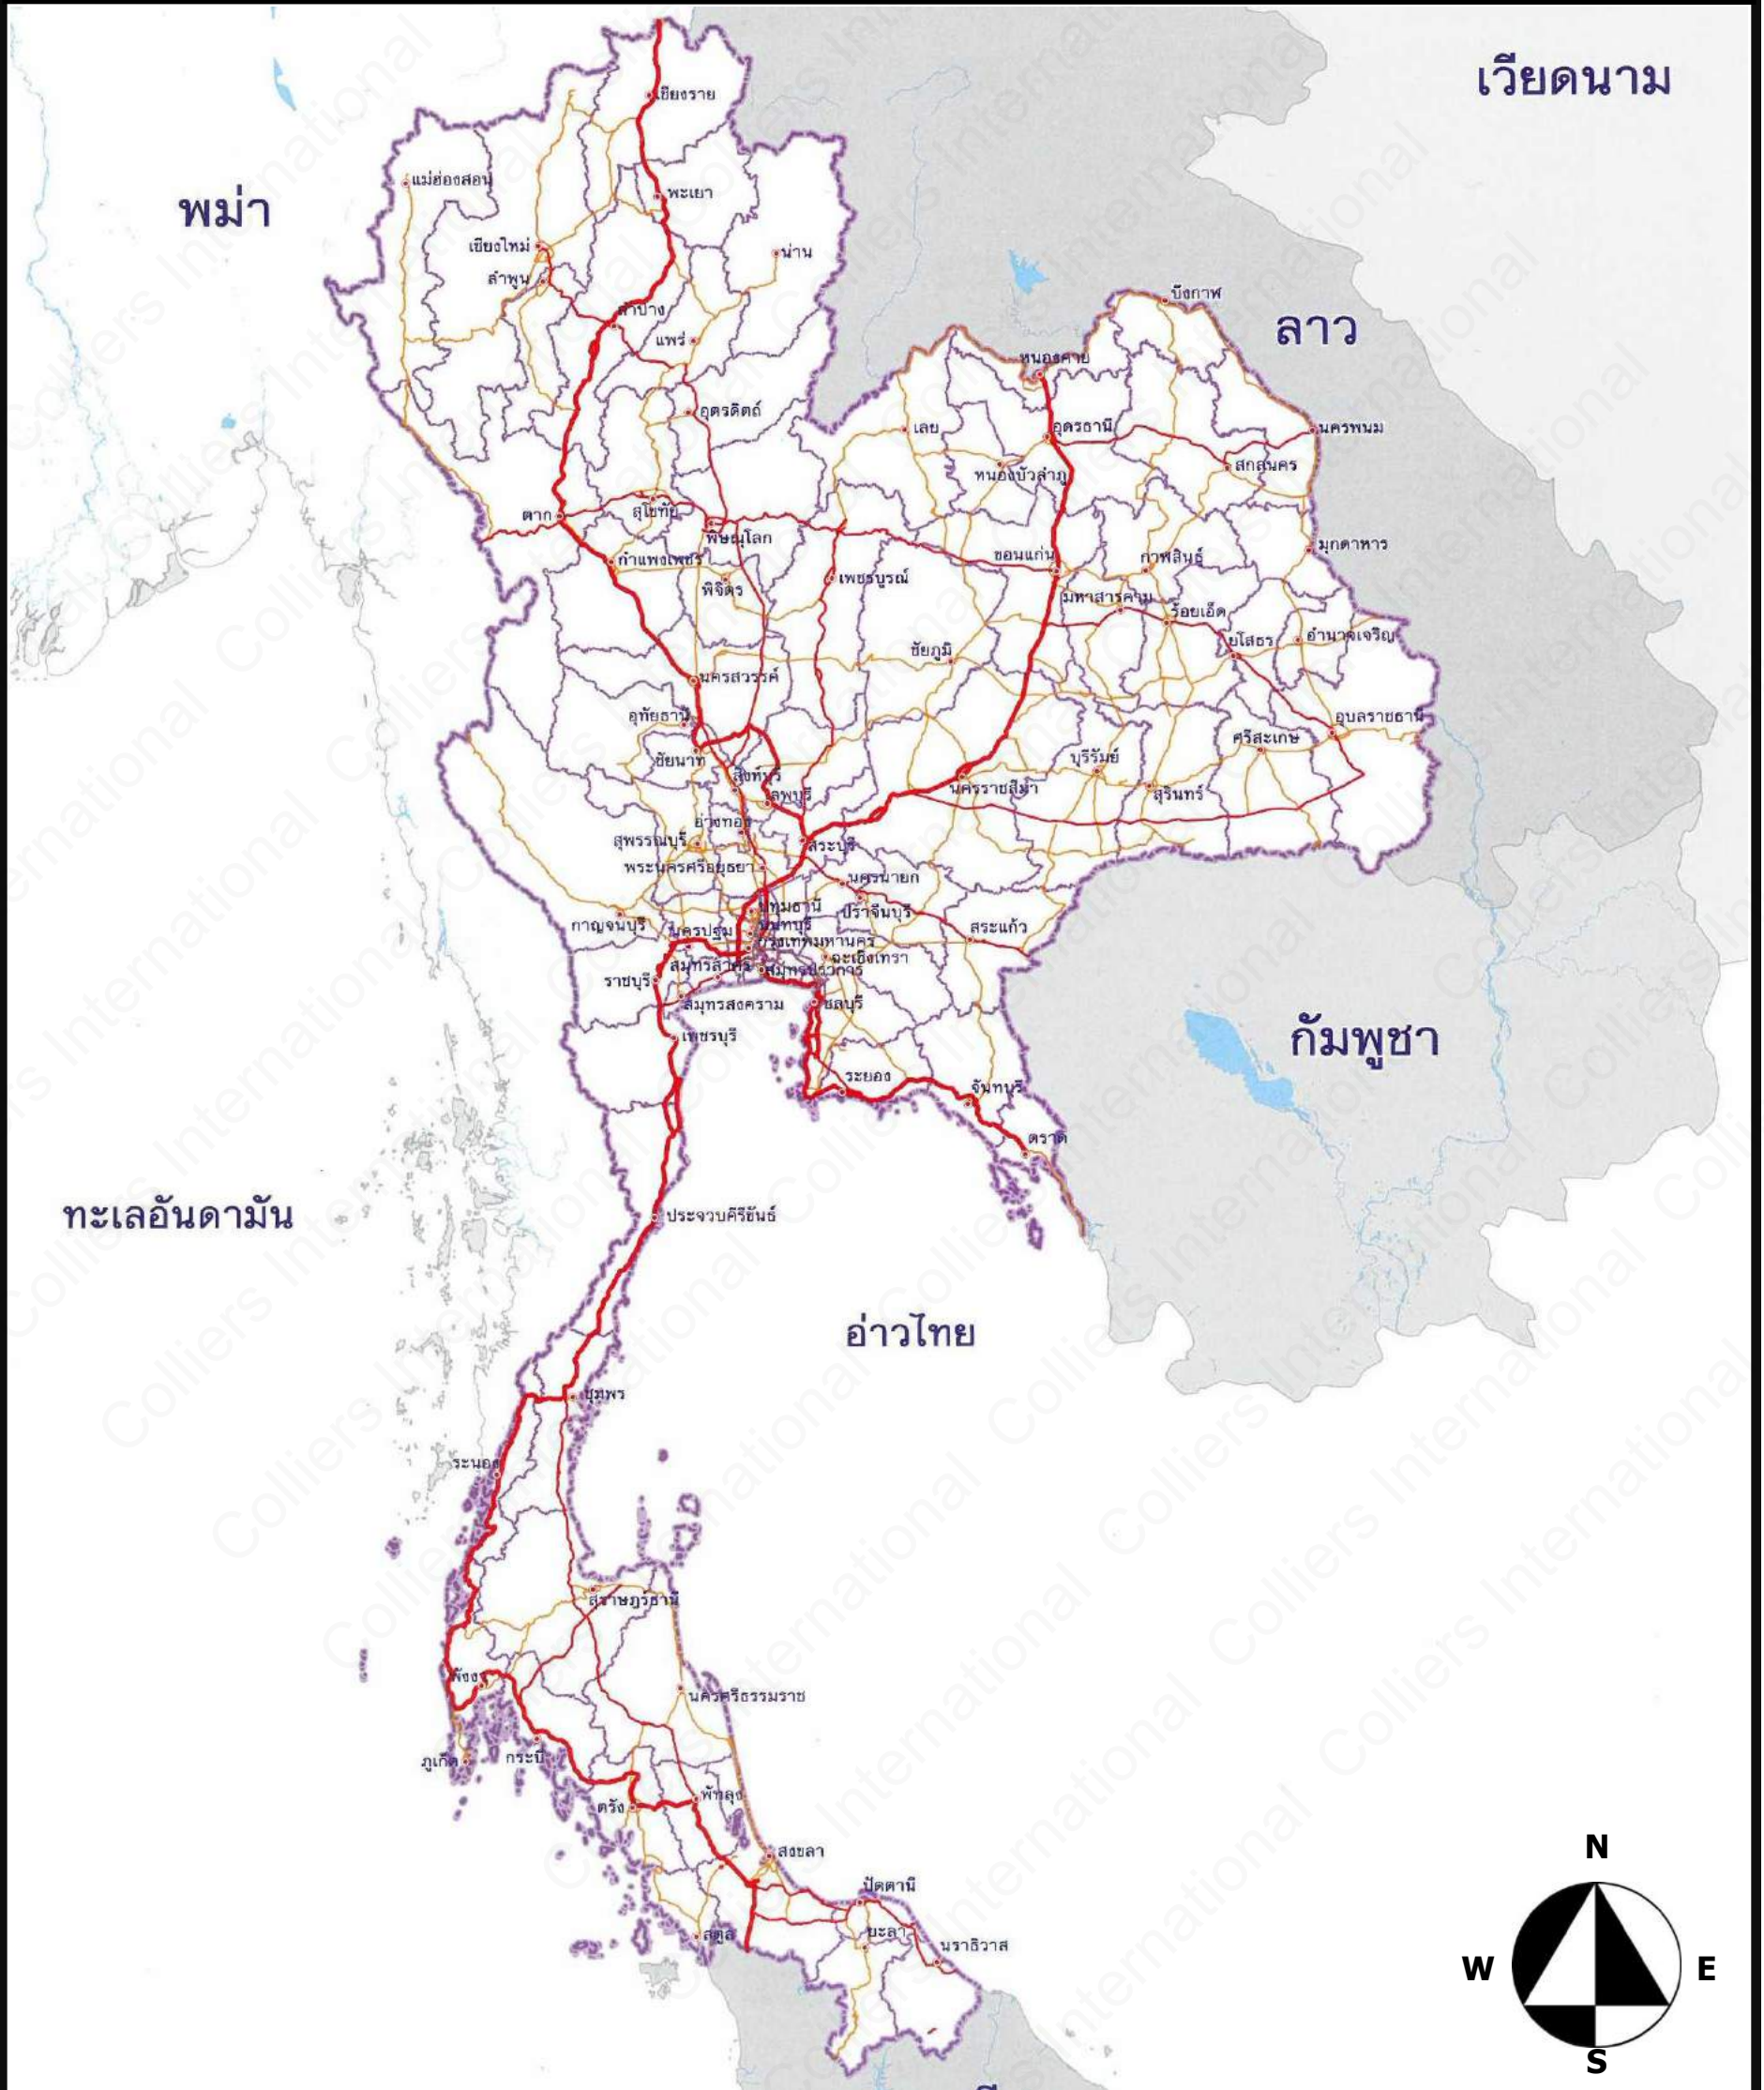 เวียดนาม
เชียงราย
แม่ฮ่องสอน
พะเยา
พม่า
เชียงใหม่
น่าน
ลำพูน
บึงกาฬ
ลำปาง
ลาว
แพร่
หนองคาย
อุตรดิตถ์
เลย
อุดรธานี
นครพนม
สกลนคร
หนองบัวลำภู
ตาก
สุโขทัย
พิษณุโลก
มุกดาหาร
กำแพงเพชร
ขอนแก่น
กาฬสินธุ์
พิจิตร
เพชรบูรณ์
มหาสารคาม
ร้อยเอ็ด
ยโสธร
อำนาจเจริญ
ชัยภูมิ
นครสวรรค์
อุทัยธานี
อุบลราชธานี
ศรีสะเกษ
ชัยนาท
บุรีรัมย์
สิงห์บุรี
นครราชสีมา
สุรินทร์
ลพบุรี
อ่างทอง
สุพรรณบุรี
สระบุรี
พระนครศรีอยุธยา
นครนายก
ปทุมธานี
ปราจีนบุรี
กาญจนบุรี
นครปฐม
นนทบุรี
สระแก้ว
กรุงเทพมหานคร
ฉะเชิงเทรา
สมุทรสาคร
สมุทรปราการ
ราชบุรี
สมุทรสงคราม
ชลบุรี
เพชรบุรี
กัมพูชา
ระยอง
จันทบุรี
ตราด
ทะเลอันดามัน
ประจวบคีรีขันธ์
อ่าวไทย
ชุมพร
ระนอง
สุราษฎร์ธานี
พังงา
นครศรีธรรมราช
ภูเก็ต
กระบี่
ตรัง
พัทลุง
สงขลา
ปัตตานี
สตูล
ยะลา
นราธิวาส
N
W
E
S
Colliers International